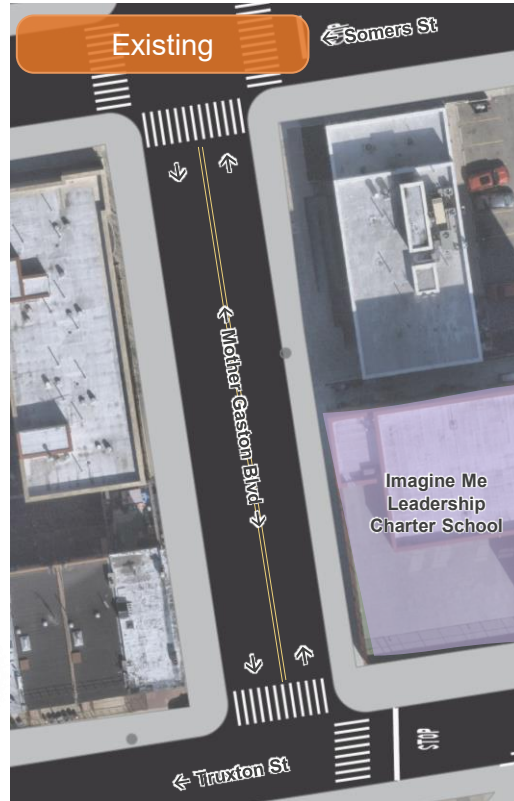 Existing
Somers St
Mother Gaston Blvd
Imagine Me
Leadership
Charter School
STOP
Truxton St